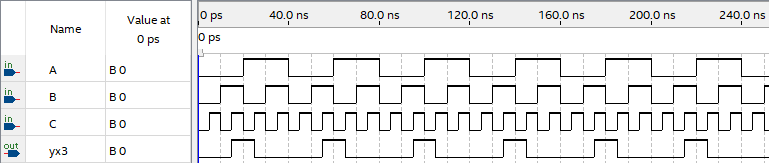 Name Value at 0 ps
0 ps 40.0 ns 80.0 ns 120.0 ns 160.0 ns 200.0 ns 240.0 ns
0 ps
in A B 0
in B B 0
in C B 0
out yx3 B 0